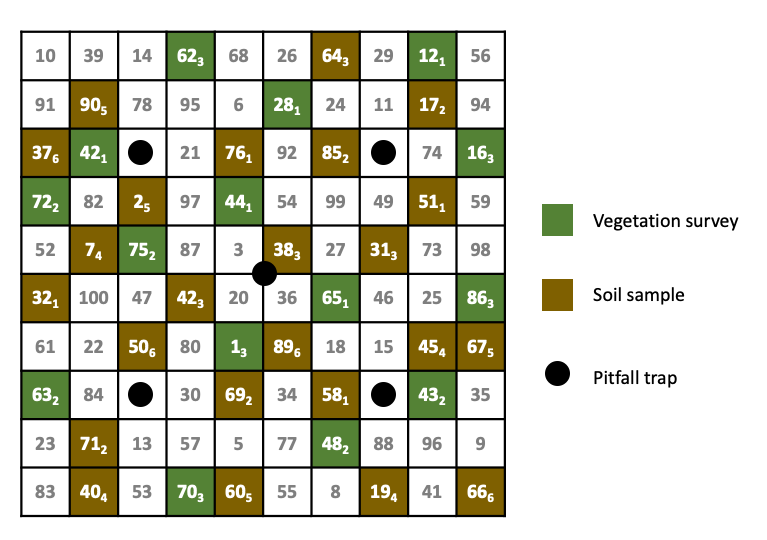 10 39 14 62₃ 68 26 64₃ 29 12₁ 56
91 90₅ 78 95 6 28₁ 24 11 17₂ 94
37₆ 42₁ 21 76₁ 92 85₂ 74 16₃
72₂ 82 2₅ 97 44₁ 54 99 49 51₁ 59
Vegetation survey
52 7₄ 75₂ 87 3 38₃ 27 31₃ 73 98
32₁ 100 47 42₃ 20 36 65₁ 46 25 86₃
Soil sample
61 22 50₆ 80 1₃ 89₆ 18 15 45₄ 67₅
Pitfall trap
63₂ 84 30 69₂ 34 58₁ 43₂ 35
23 71₂ 13 57 5 77 48₂ 88 96 9
83 40₄ 53 70₃ 60₅ 55 8 19₄ 41 66₆